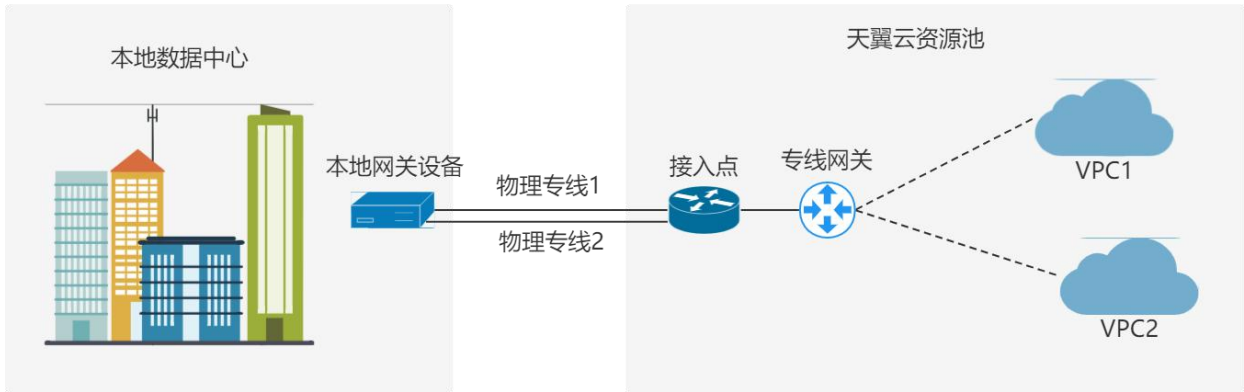 本地数据中心
天翼云资源池
本地网关设备
物理专线1
物理专线2
接入点
专线网关
VPC1
VPC2